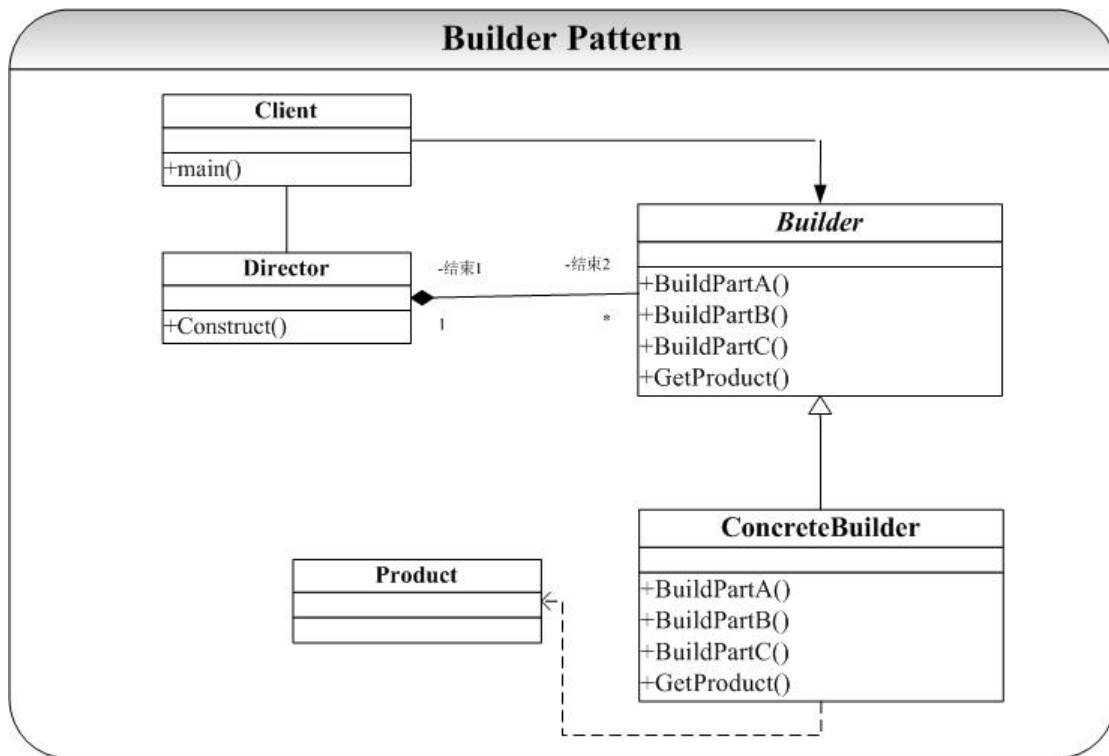 Builder Pattern
Client
+main()
Director
+Construct()
-结束1
-结束2
1
*
Builder
+BuildPartA()
+BuildPartB()
+BuildPartC()
+GetProduct()
ConcreteBuilder
+BuildPartA()
+BuildPartB()
+BuildPartC()
+GetProduct()
Product